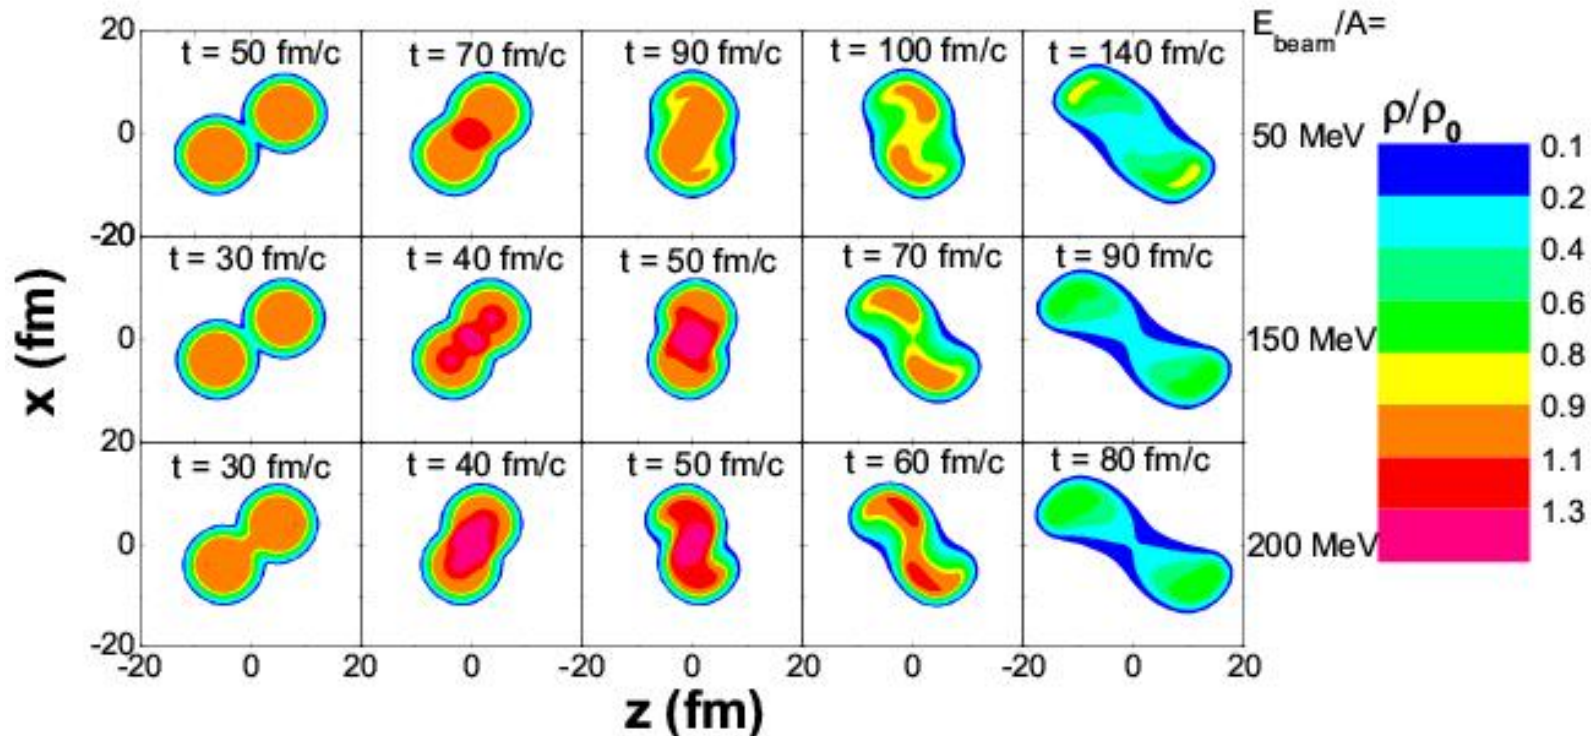 20
t = 50 fm/c
t = 70 fm/c
t = 90 fm/c
t = 100 fm/c
t = 140 fm/c
E_beam/A=
0
50 MeV
ρ/ρ₀
-20
0.1
0.2
0.4
0.6
0.8
0.9
1.1
1.3
t = 30 fm/c
t = 40 fm/c
t = 50 fm/c
t = 70 fm/c
t = 90 fm/c
x (fm)
0
150 MeV
20
t = 30 fm/c
t = 40 fm/c
t = 50 fm/c
t = 60 fm/c
t = 80 fm/c
0
200 MeV
-20
-20 0 20 0 -20 0 20 0 -20 0 20
z (fm)